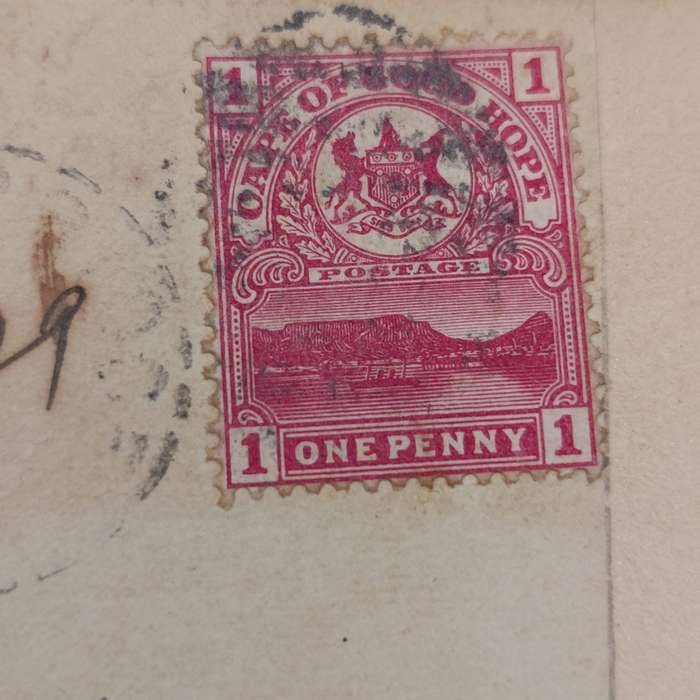 1 1
CAPE OF GOOD HOPE
POSTAGE
1 ONE PENNY 1